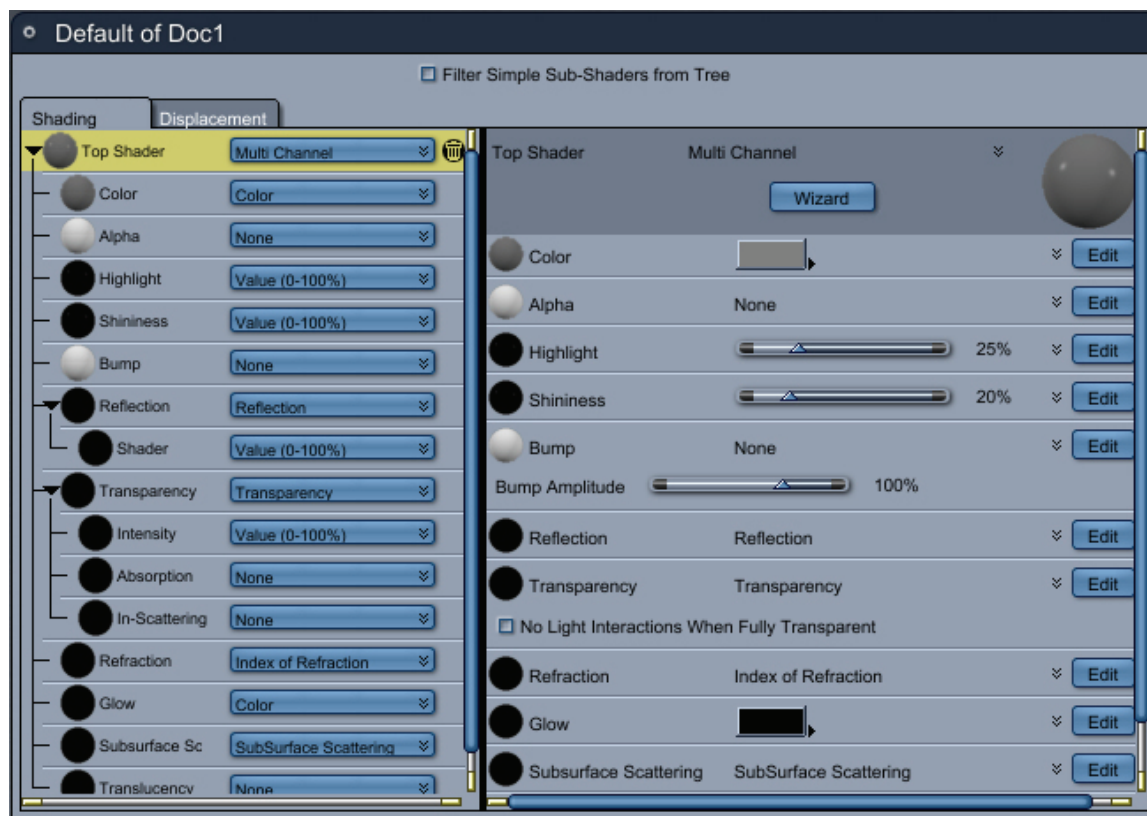 Default of Doc1
Filter Simple Sub-Shaders from Tree
Shading
Displacement
Top Shader Multi Channel
Color Color
Alpha None
Highlight Value (0-100%)
Shininess Value (0-100%)
Bump None
Reflection Reflection
Shader Value (0-100%)
Transparency Transparency
Intensity Value (0-100%)
Absorption None
In-Scattering None
Refraction Index of Refraction
Glow Color
Subsurface Sc SubSurface Scattering
Translucency None
Top Shader Multi Channel
Wizard
Color Edit
Alpha None Edit
Highlight 25% Edit
Shininess 20% Edit
Bump None Edit
Bump Amplitude 100%
Reflection Reflection Edit
Transparency Transparency Edit
No Light Interactions When Fully Transparent
Refraction Index of Refraction Edit
Glow Edit
Subsurface Scattering SubSurface Scattering Edit